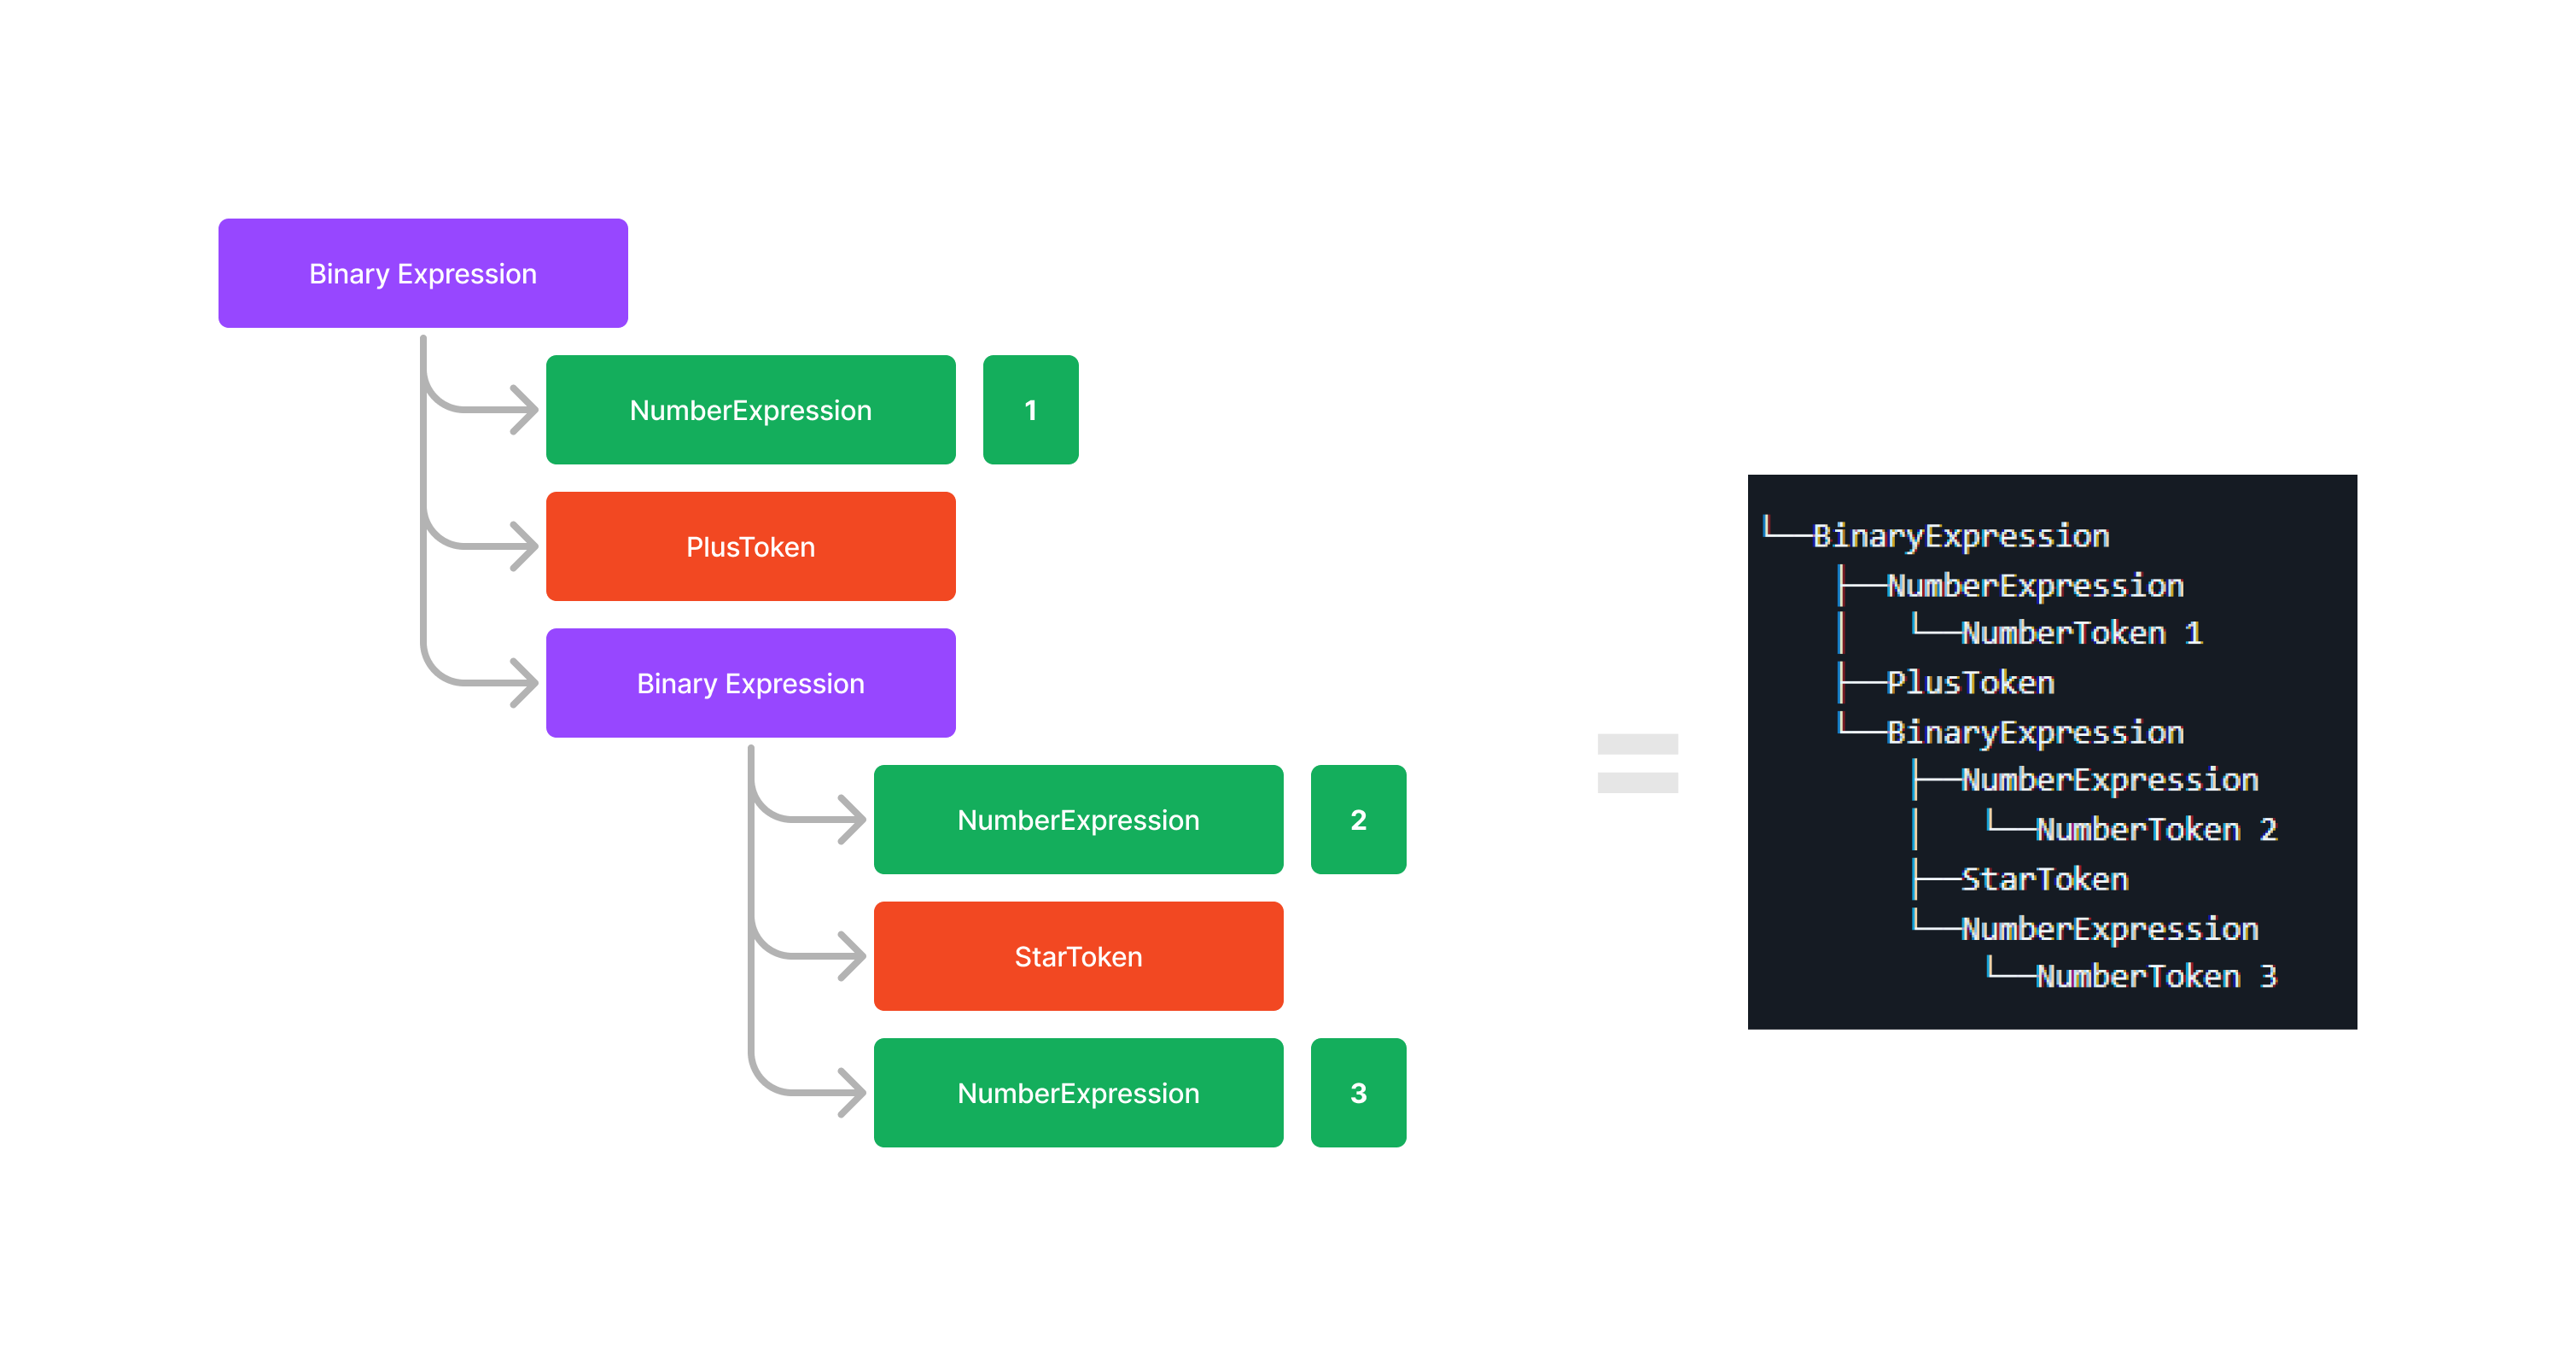 Binary Expression
NumberExpression 1
PlusToken
Binary Expression
NumberExpression 2
StarToken
NumberExpression 3
└──BinaryExpression
├──NumberExpression
│ └──NumberToken 1
├──PlusToken
└──BinaryExpression
├──NumberExpression
│ └──NumberToken 2
├──StarToken
└──NumberExpression
└──NumberToken 3